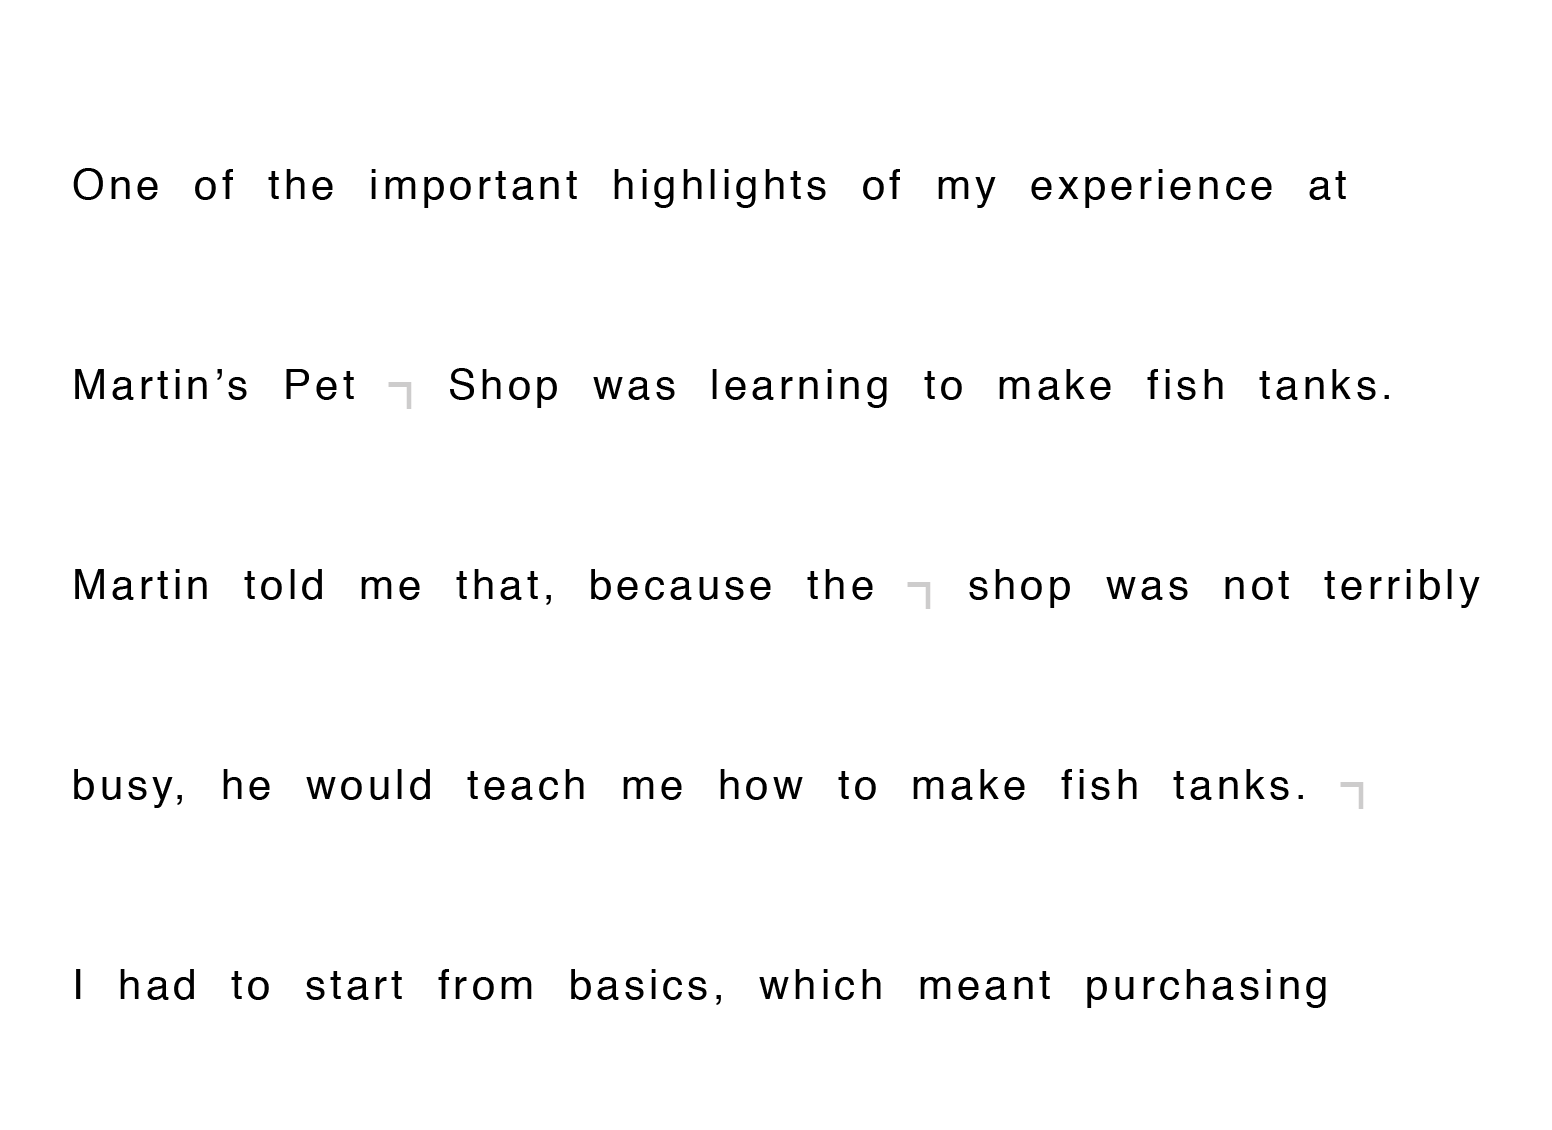 One of the important highlights of my experience at
Martin’s Pet ¬ Shop was learning to make fish tanks.
Martin told me that, because the ¬ shop was not terribly
busy, he would teach me how to make fish tanks. ¬
I had to start from basics, which meant purchasing